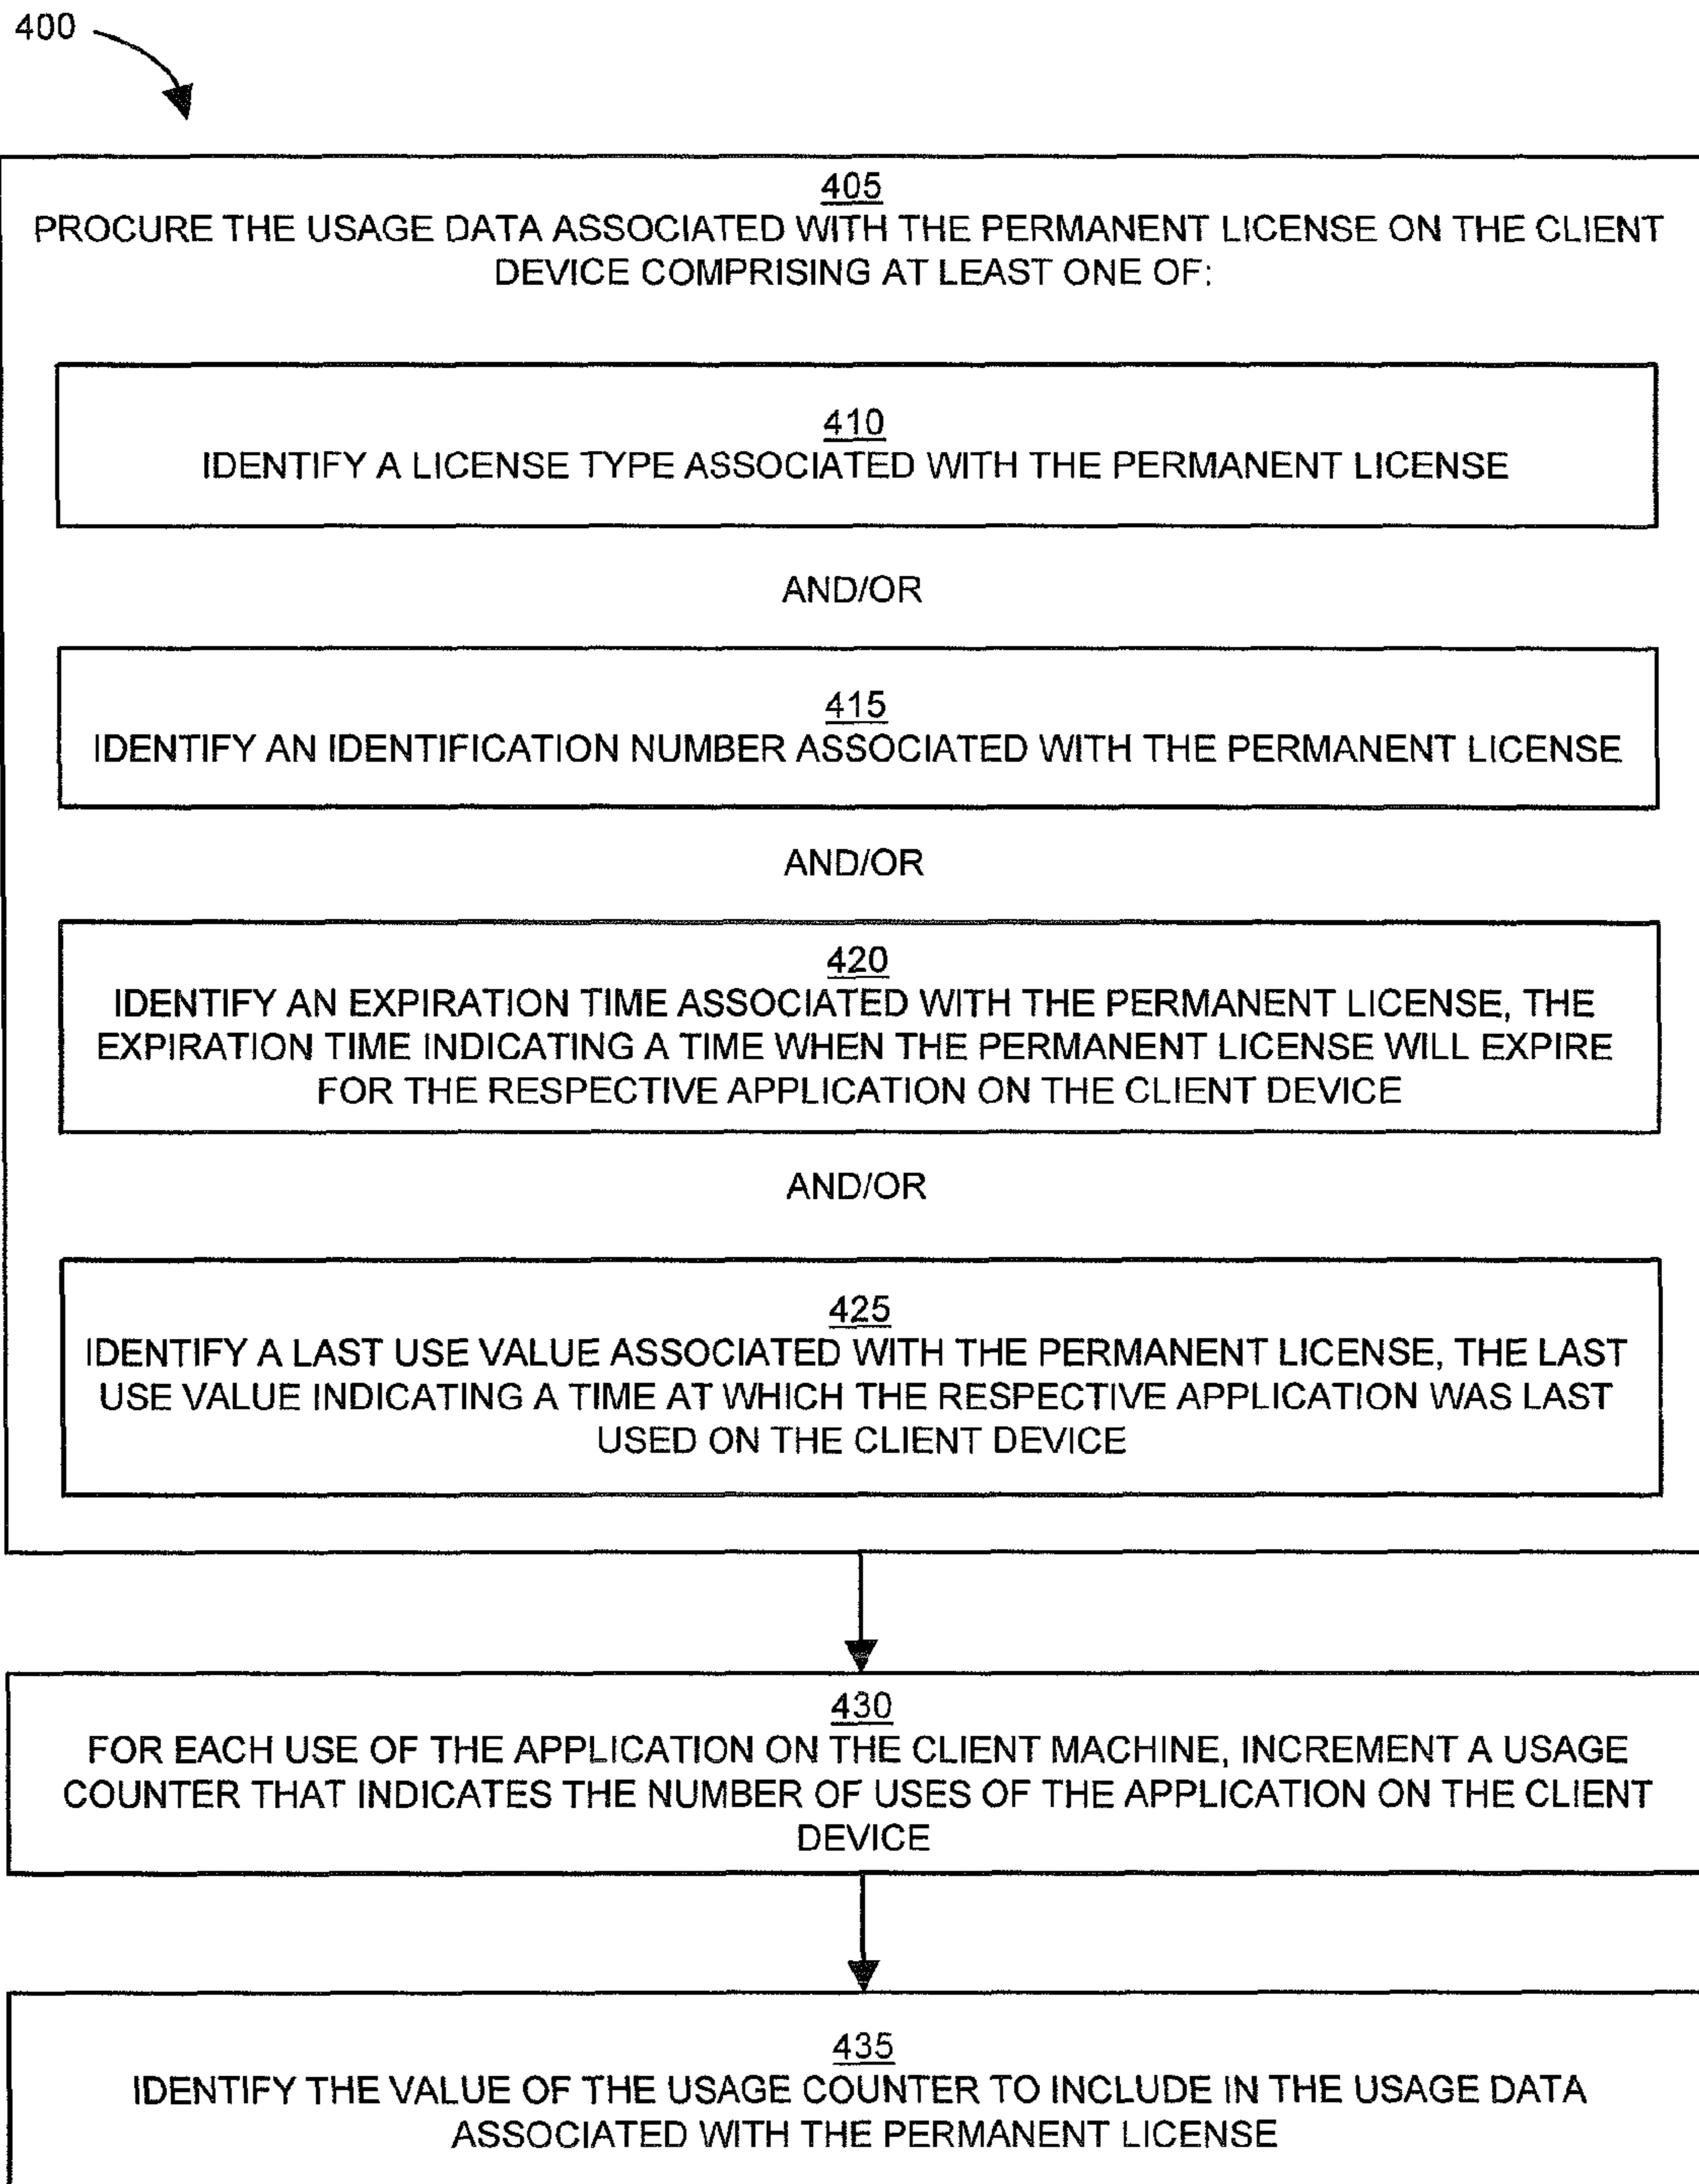 400
405
PROCURE THE USAGE DATA ASSOCIATED WITH THE PERMANENT LICENSE ON THE CLIENT
DEVICE COMPRISING AT LEAST ONE OF:
410
IDENTIFY A LICENSE TYPE ASSOCIATED WITH THE PERMANENT LICENSE
AND/OR
415
IDENTIFY AN IDENTIFICATION NUMBER ASSOCIATED WITH THE PERMANENT LICENSE
AND/OR
420
IDENTIFY AN EXPIRATION TIME ASSOCIATED WITH THE PERMANENT LICENSE, THE
EXPIRATION TIME INDICATING A TIME WHEN THE PERMANENT LICENSE WILL EXPIRE
FOR THE RESPECTIVE APPLICATION ON THE CLIENT DEVICE
AND/OR
425
IDENTIFY A LAST USE VALUE ASSOCIATED WITH THE PERMANENT LICENSE, THE LAST
USE VALUE INDICATING A TIME AT WHICH THE RESPECTIVE APPLICATION WAS LAST
USED ON THE CLIENT DEVICE
430
FOR EACH USE OF THE APPLICATION ON THE CLIENT MACHINE, INCREMENT A USAGE
COUNTER THAT INDICATES THE NUMBER OF USES OF THE APPLICATION ON THE CLIENT
DEVICE
435
IDENTIFY THE VALUE OF THE USAGE COUNTER TO INCLUDE IN THE USAGE DATA
ASSOCIATED WITH THE PERMANENT LICENSE